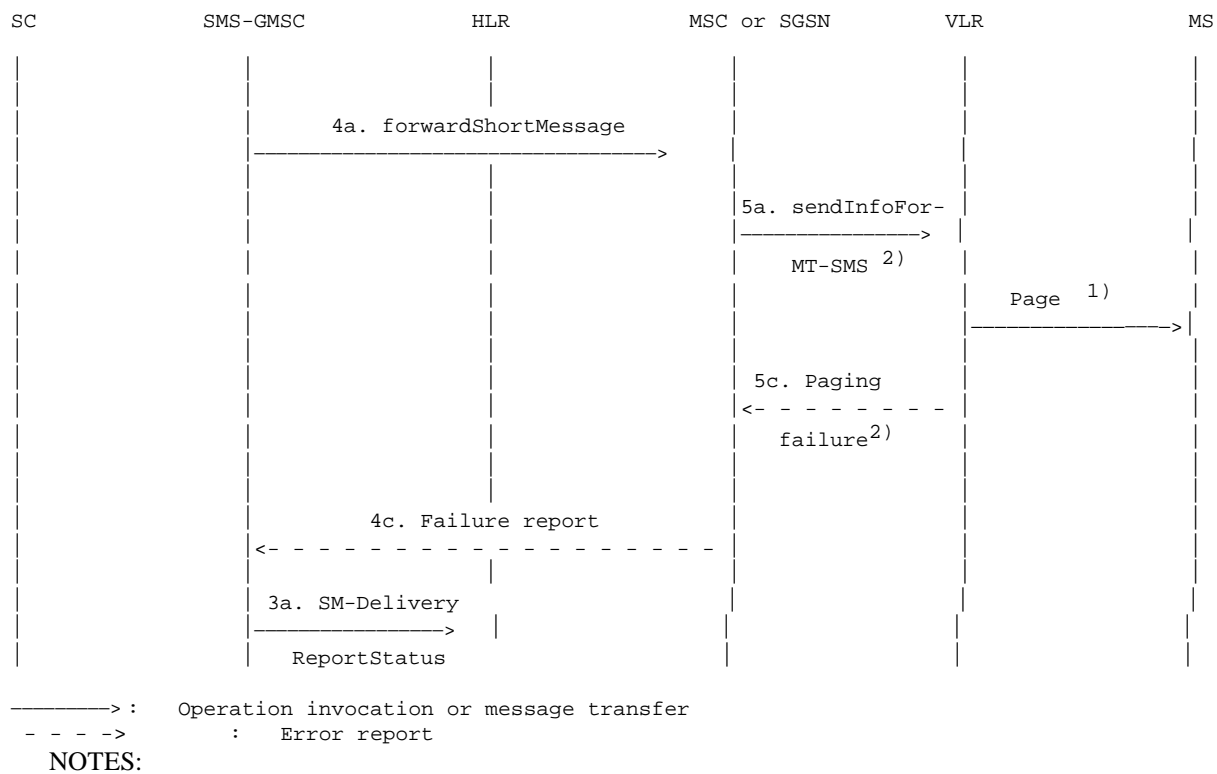 SC SMS-GMSC HLR MSC or SGSN VLR MS
4a. forwardShortMessage
5a. sendInfoFor-
MT-SMS 2)
Page 1)
5c. Paging
failure2)
4c. Failure report
3a. SM-Delivery
ReportStatus
: Operation invocation or message transfer
: Error report
NOTES: